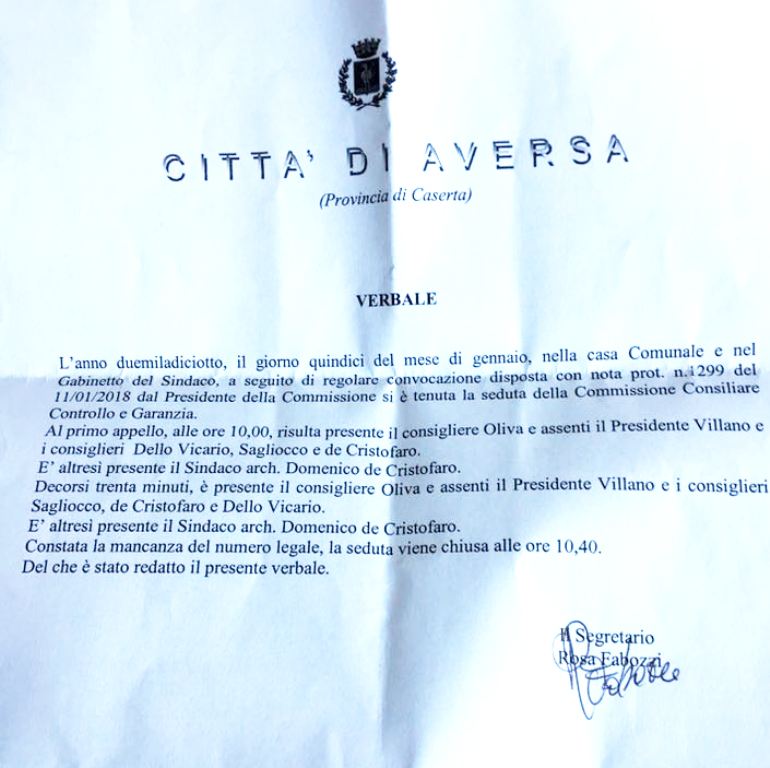 CITTA' DI AVERSA
(Provincia di Caserta)
VERBALE
L'anno duemiladiciotto, il giorno quindici del mese di gennaio, nella casa Comunale e nel
Gabinetto del Sindaco, a seguito di regolare convocazione disposta con nota prot. n.1299 del
11/01/2018 dal Presidente della Commissione si è tenuta la seduta della Commissione Consiliare
Controllo e Garanzia.
Al primo appello, alle ore 10,00, risulta presente il consigliere Oliva e assenti il Presidente Villano e
i consiglieri Dello Vicario, Sagliocco e de Cristofaro.
E' altresì presente il Sindaco arch. Domenico de Cristofaro.
Decorsi trenta minuti, è presente il consigliere Oliva e assenti il Presidente Villano e i consiglieri
Sagliocco, de Cristofaro e Dello Vicario.
E' altresì presente il Sindaco arch. Domenico de Cristofaro.
Constata la mancanza del numero legale, la seduta viene chiusa alle ore 10,40.
Del che è stato redatto il presente verbale.
Il Segretario
Rosa Fabozzi